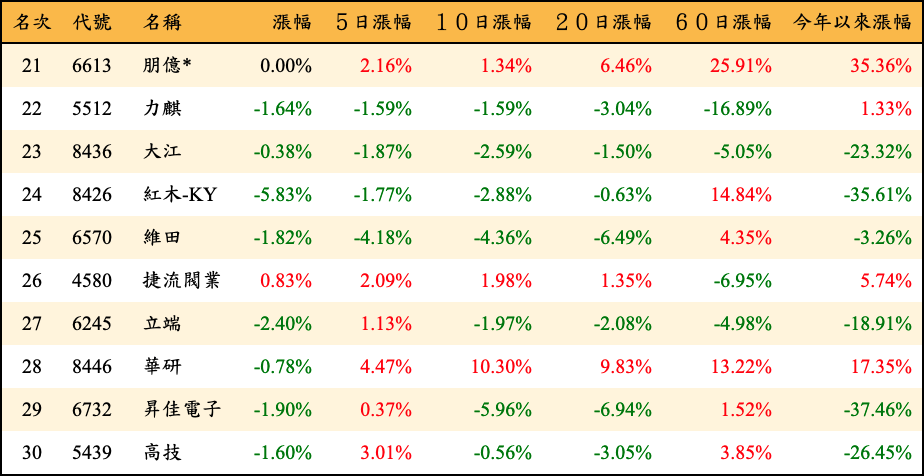 名次 代號 名稱 漲幅 5日漲幅 10日漲幅 20日漲幅 60日漲幅 今年以來漲幅
21 6613 朋億* 0.00% 2.16% 1.34% 6.46% 25.91% 35.36%
22 5512 力麒 -1.64% -1.59% -1.59% -3.04% -16.89% 1.33%
23 8436 大江 -0.38% -1.87% -2.59% -1.50% -5.05% -23.32%
24 8426 紅木-KY -5.83% -1.77% -2.88% -0.63% 14.84% -35.61%
25 6570 維田 -1.82% -4.18% -4.36% -6.49% 4.35% -3.26%
26 4580 捷流閥業 0.83% 2.09% 1.98% 1.35% -6.95% 5.74%
27 6245 立端 -2.40% 1.13% -1.97% -2.08% -4.98% -18.91%
28 8446 華研 -0.78% 4.47% 10.30% 9.83% 13.22% 17.35%
29 6732 昇佳電子 -1.90% 0.37% -5.96% -6.94% 1.52% -37.46%
30 5439 高技 -1.60% 3.01% -0.56% -3.05% 3.85% -26.45%